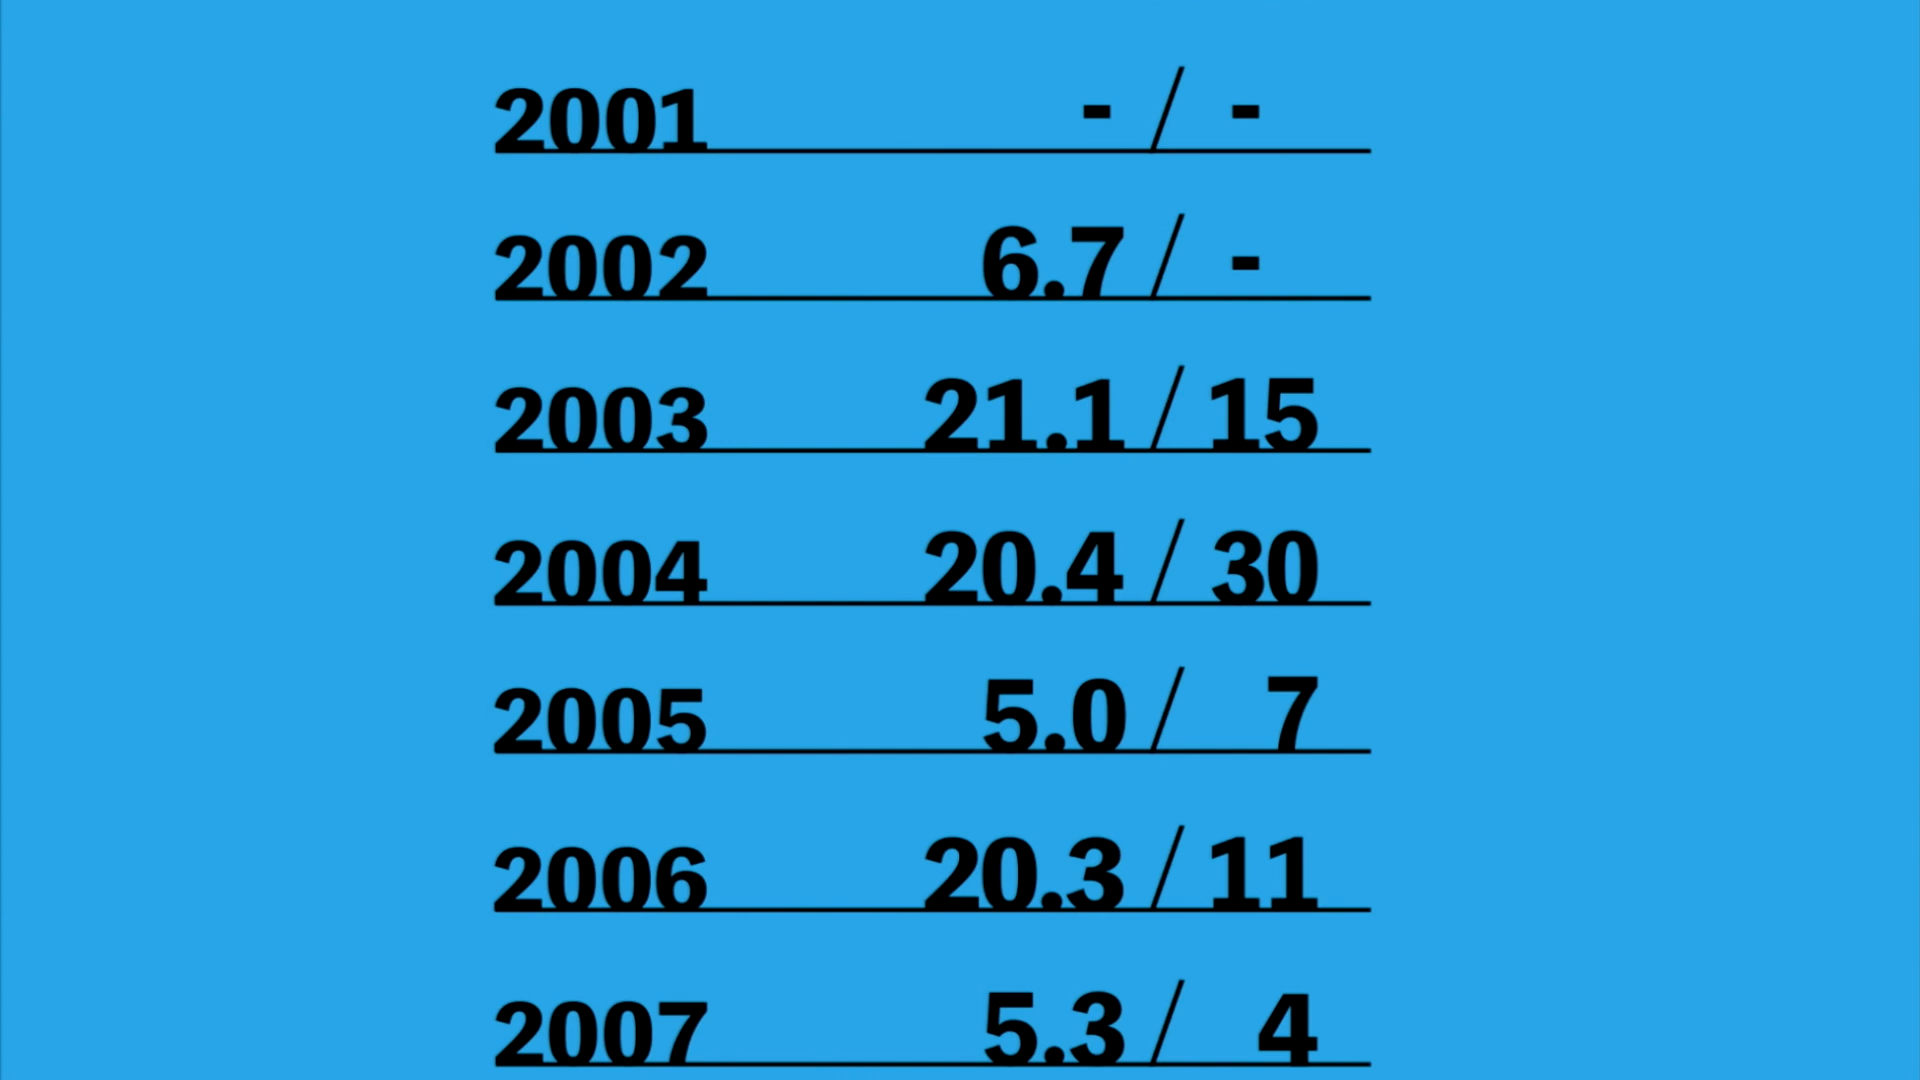 2001 - / -
2002 6.7 / -
2003 21.1 / 15
2004 20.4 / 30
2005 5.0 / 7
2006 20.3 / 11
2007 5.3 / 4